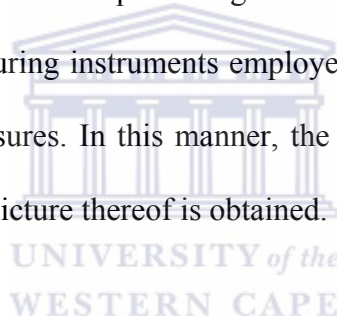 uring instruments employe
sures. In this manner, the
icture thereof is obtained.
UNIVERSITY of the
WESTERN CAPE